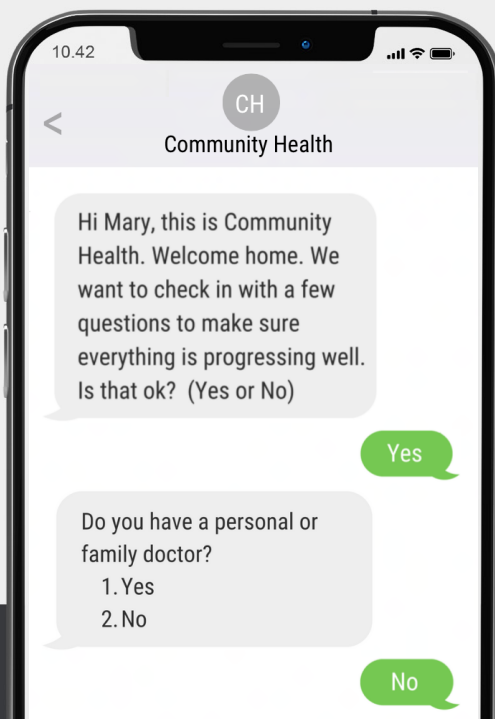 10.42
CH
<
Community Health
Hi Mary, this is Community
Health. Welcome home. We
want to check in with a few
questions to make sure
everything is progressing well.
Is that ok? (Yes or No)
Yes
Do you have a personal or
family doctor?
1. Yes
2. No
No